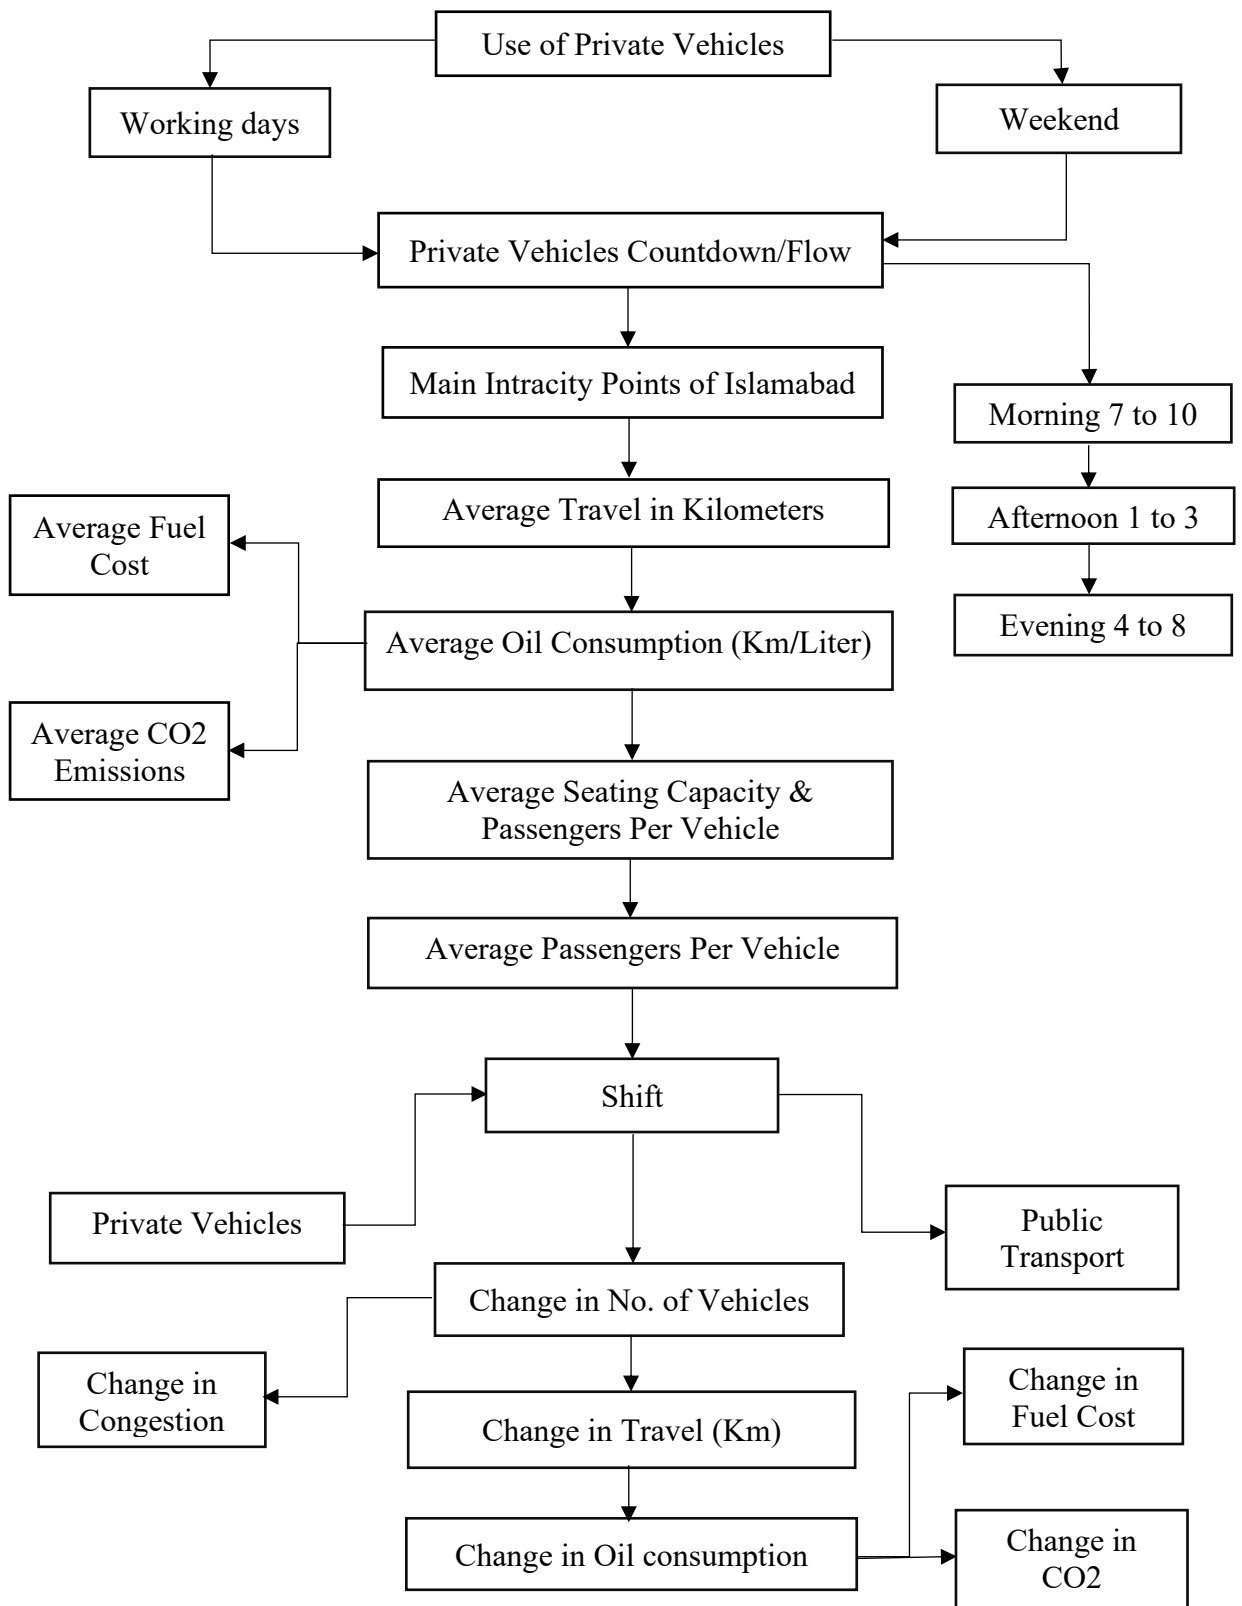 Use of Private Vehicles
Working days
Weekend
Private Vehicles Countdown/Flow
Main Intracity Points of Islamabad
Morning 7 to 10
Average Travel in Kilometers
Afternoon 1 to 3
Average Fuel
Cost
Evening 4 to 8
Average Oil Consumption (Km/Liter)
Average CO2
Emissions
Average Seating Capacity &
Passengers Per Vehicle
Average Passengers Per Vehicle
Shift
Private Vehicles
Public
Transport
Change in No. of Vehicles
Change in
Congestion
Change in
Fuel Cost
Change in Travel (Km)
Change in Oil consumption
Change in
CO2